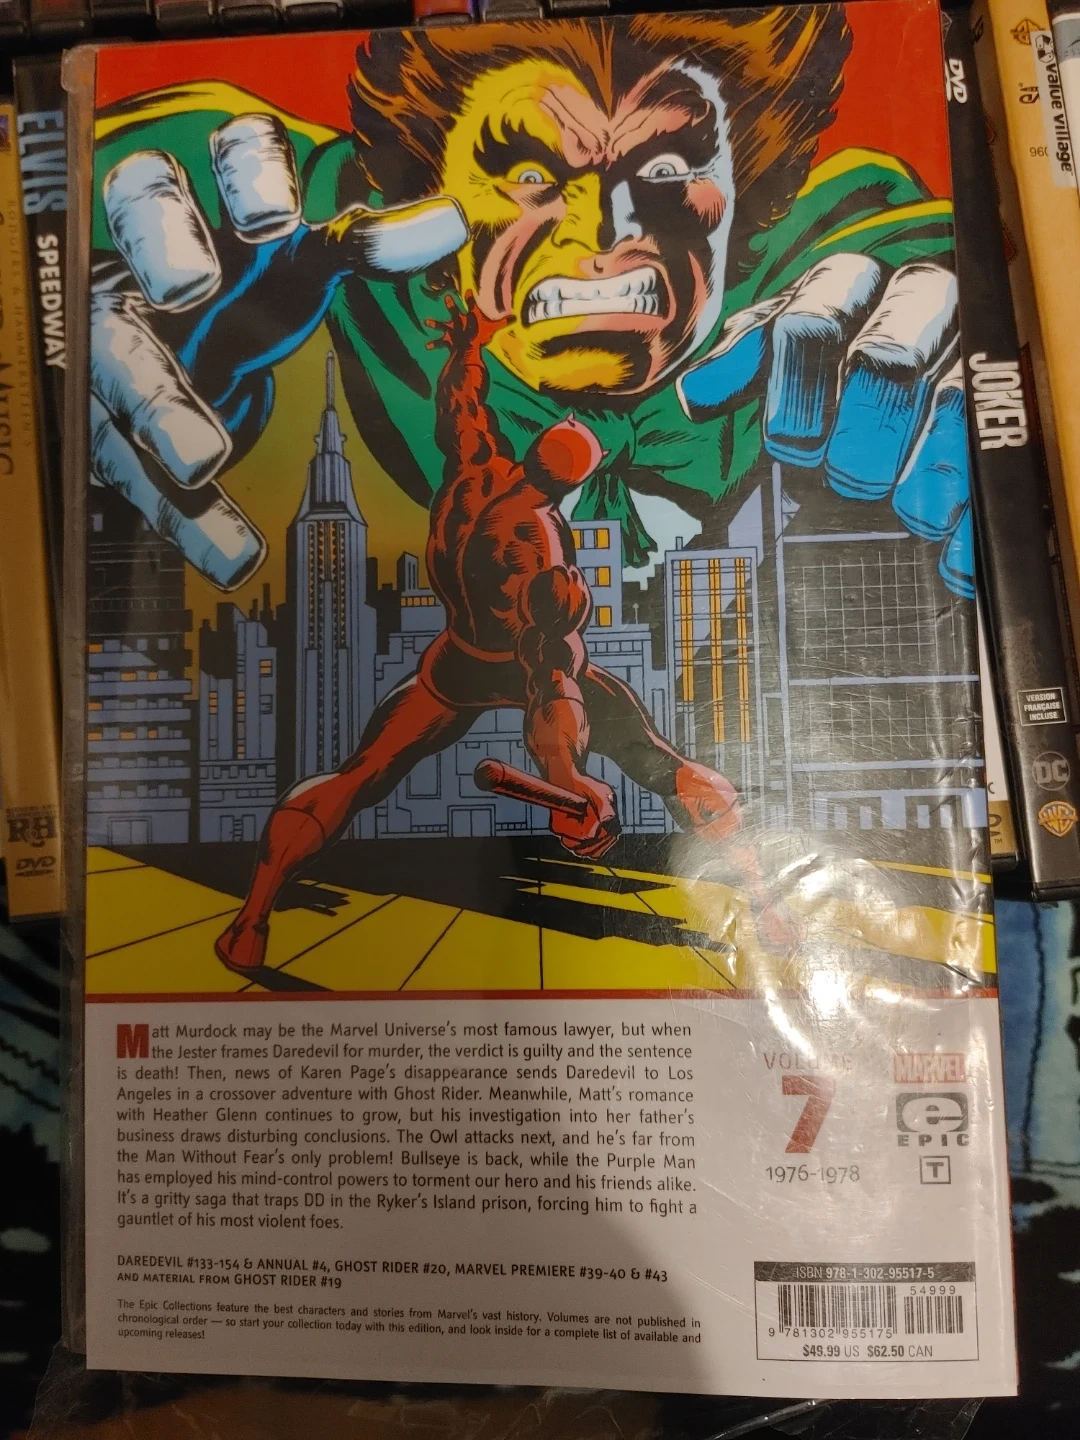 ELVIS
SPEEDWAY
RODGERS & HAMMERSTEIN'S
MUSIC
R&H
DVD
DVD
JOKER
VERSION
FRANÇAISE
INCLUSE
DC
value village
960
Matt Murdock may be the Marvel Universe's most famous lawyer, but when
the Jester frames Daredevil for murder, the verdict is guilty and the sentence
is death! Then, news of Karen Page's disappearance sends Daredevil to Los
Angeles in a crossover adventure with Ghost Rider. Meanwhile, Matt's romance
with Heather Glenn continues to grow, but his investigation into her father's
business draws disturbing conclusions. The Owl attacks next, and he's far from
the Man Without Fear's only problem! Bullseye is back, while the Purple Man
has employed his mind-control powers to torment our hero and his friends alike.
It's a gritty saga that traps DD in the Ryker's Island prison, forcing him to fight a
gauntlet of his most violent foes.
DAREDEVIL #133-154 & ANNUAL #4, GHOST RIDER #20, MARVEL PREMIERE #39-40 & #43
AND MATERIAL FROM GHOST RIDER #19
The Epic Collections feature the best characters and stories from Marvel's vast history. Volumes are not published in
chronological order — so start your collection today with this edition, and look inside for a complete list of available and
upcoming releases!
VOLUME
7
1976-1978
MARVEL
e
EPIC
T
ISBN 978-1-302-95517-5
54999
9 781302 955175
$49.99 US $62.50 CAN